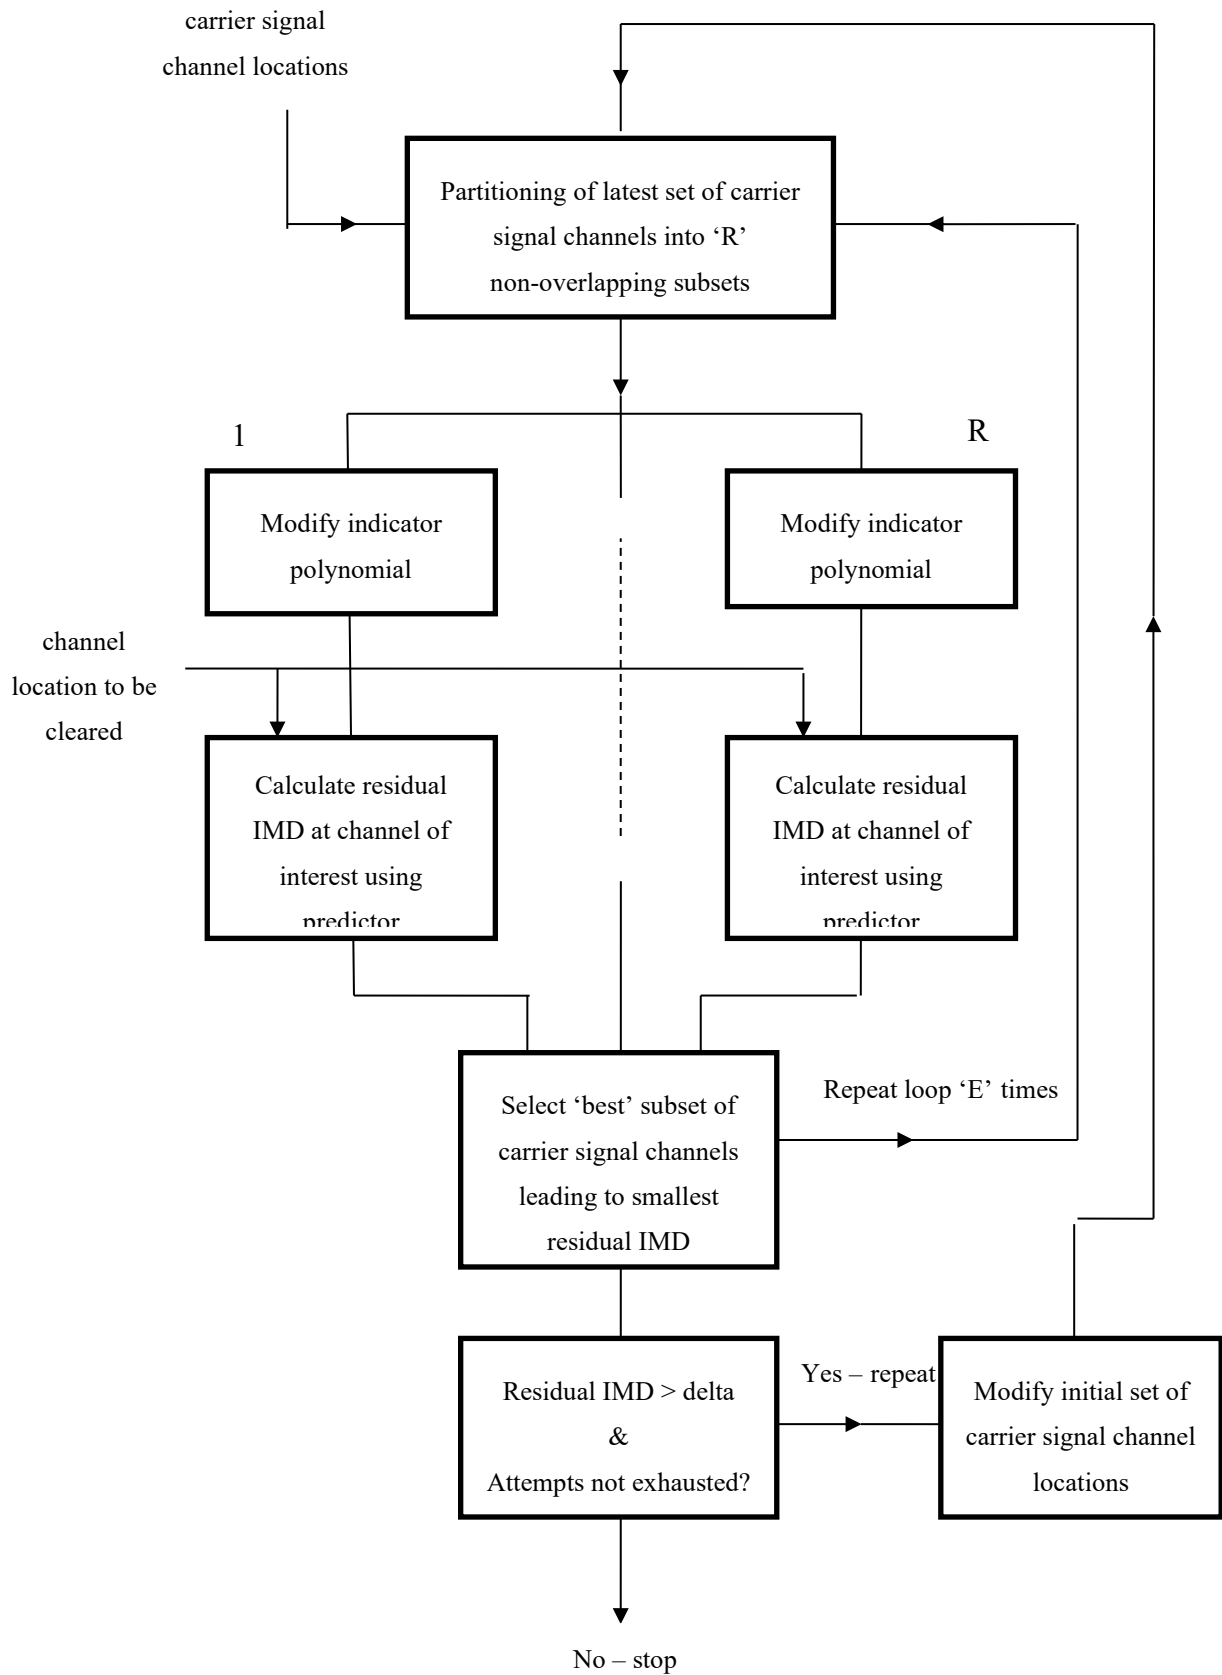 carrier signal
channel locations
Partitioning of latest set of carrier
signal channels into ‘R’
non-overlapping subsets
1
R
Modify indicator
polynomial
Modify indicator
polynomial
channel
location to be
cleared
Calculate residual
IMD at channel of
interest using
predictor
Calculate residual
IMD at channel of
interest using
predictor
Select ‘best’ subset of
carrier signal channels
leading to smallest
residual IMD
Repeat loop ‘E’ times
Residual IMD > delta
&
Attempts not exhausted?
Yes – repeat
Modify initial set of
carrier signal channel
locations
No – stop